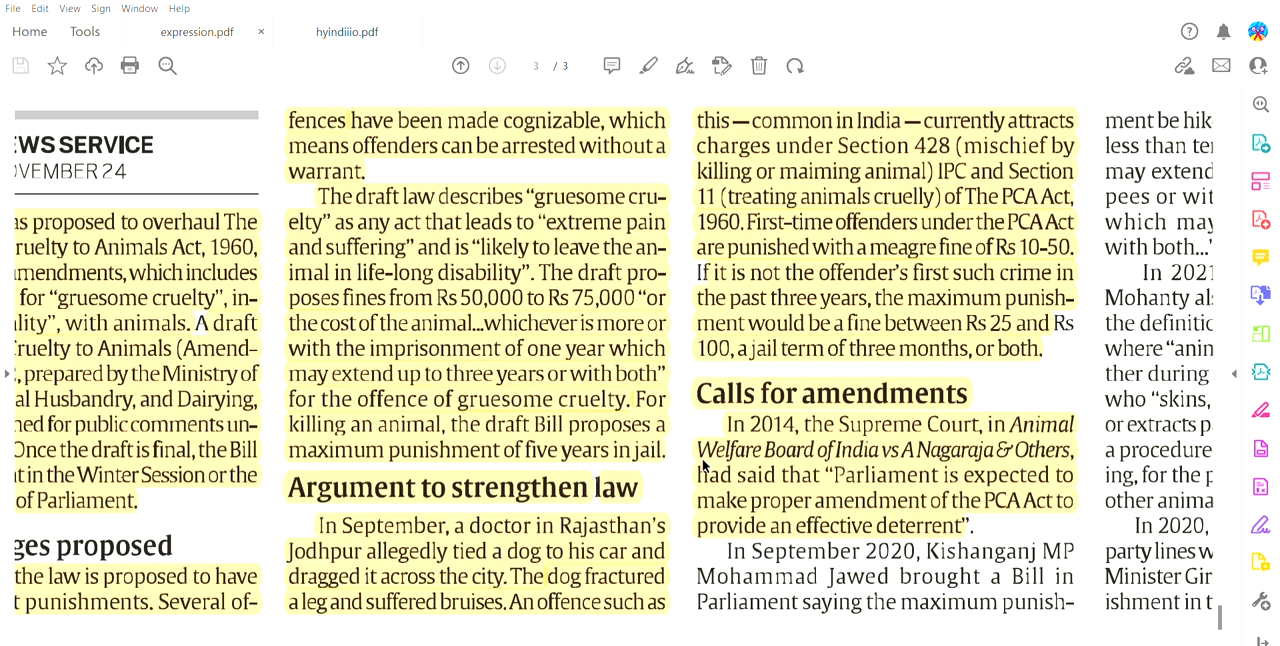 File Edit View Sign Window Help
Home Tools expression.pdf × hyindiiio.pdf
3 / 3
EWS SERVICE
OVEMBER 24
as proposed to overhaul The
ruelty to Animals Act, 1960,
mendments, which includes
for “gruesome cruelty”, in-
lity”, with animals. A draft
ruelty to Animals (Amend-
, prepared by the Ministry of
al Husbandry, and Dairying,
ned for public comments un-
Once the draft is final, the Bill
t in the Winter Session or the
of Parliament.
ges proposed
the law is proposed to have
t punishments. Several of-
fences have been made cognizable, which
means offenders can be arrested without a
warrant.
The draft law describes “gruesome cru-
elty” as any act that leads to “extreme pain
and suffering” and is “likely to leave the an-
imal in life-long disability”. The draft pro-
poses fines from Rs 50,000 to Rs 75,000 “or
the cost of the animal...whichever is more or
with the imprisonment of one year which
may extend up to three years or with both”
for the offence of gruesome cruelty. For
killing an animal, the draft Bill proposes a
maximum punishment of five years in jail.
Argument to strengthen law
In September, a doctor in Rajasthan’s
Jodhpur allegedly tied a dog to his car and
dragged it across the city. The dog fractured
a leg and suffered bruises. An offence such as
this — common in India — currently attracts
charges under Section 428 (mischief by
killing or maiming animal) IPC and Section
11 (treating animals cruelly) of The PCA Act,
1960. First-time offenders under the PCA Act
are punished with a meagre fine of Rs 10-50.
If it is not the offender’s first such crime in
the past three years, the maximum punish-
ment would be a fine between Rs 25 and Rs
100, a jail term of three months, or both.
Calls for amendments
In 2014, the Supreme Court, in Animal
Welfare Board of India vs A Nagaraja & Others,
had said that “Parliament is expected to
make proper amendment of the PCA Act to
provide an effective deterrent”.
In September 2020, Kishanganj MP
Mohammad Jawed brought a Bill in
Parliament saying the maximum punish-
ment be hik
less than te
may extend
pees or wit
which may
with both...’
In 2021
Mohanty al
the definitio
where “anin
ther during
who “skins,
or extracts p
a procedure
ing, for the p
other anima
In 2020,
party lines w
Minister Gir
ishment in t